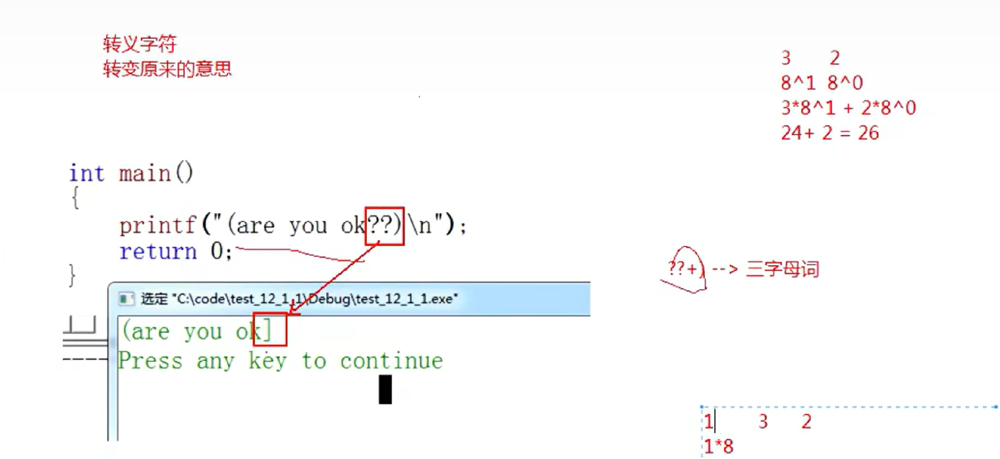 转义字符
转变原来的意思
3 2
8^1 8^0
3*8^1 + 2*8^0
24+ 2 = 26
int main()
{
printf("(are you ok??)\n");
return 0;
}
??+) --> 三字母词
选定 "C:\code\test_12_1_1\Debug\test_12_1_1.exe"
(are you ok]
Press any key to continue
1 3 2
1*8